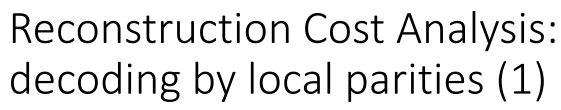 Reconstruction Cost Analysis:
decoding by local parities (1)